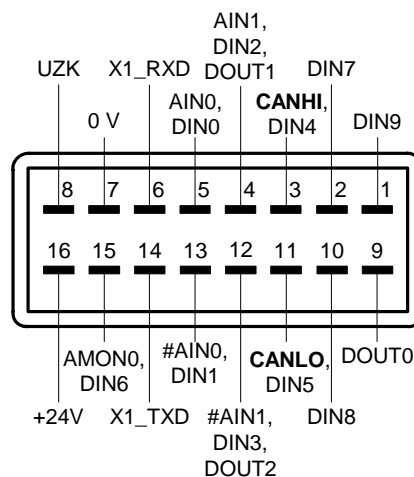 AIN1,
DIN2,
DOUT1
UZK X1_RXD DIN7
AIN0,
DIN0
CANHI,
DIN4
0 V DIN9
8 7 6 5 4 3 2 1
16 15 14 13 12 11 10 9
AMON0,
DIN6
#AIN0,
DIN1
CANLO,
DIN5
DOUT0
+24V X1_TXD #AIN1,
DIN3,
DOUT2
DIN8